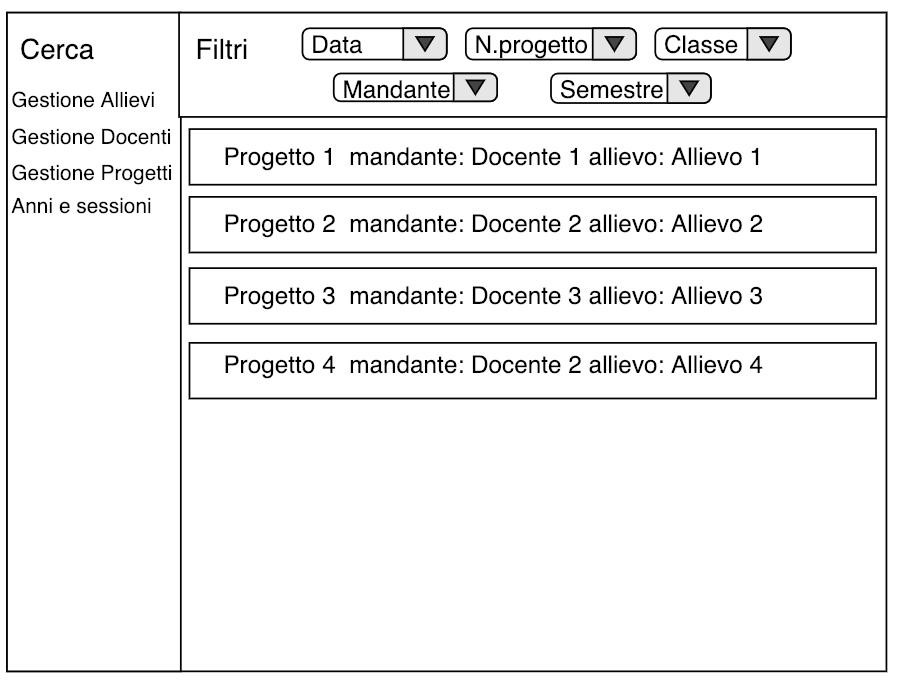 Cerca
Gestione Allievi
Gestione Docenti
Gestione Progetti
Anni e sessioni
Filtri
Data
N.progetto
Classe
Mandante
Semestre
Progetto 1 mandante: Docente 1 allievo: Allievo 1
Progetto 2 mandante: Docente 2 allievo: Allievo 2
Progetto 3 mandante: Docente 3 allievo: Allievo 3
Progetto 4 mandante: Docente 2 allievo: Allievo 4